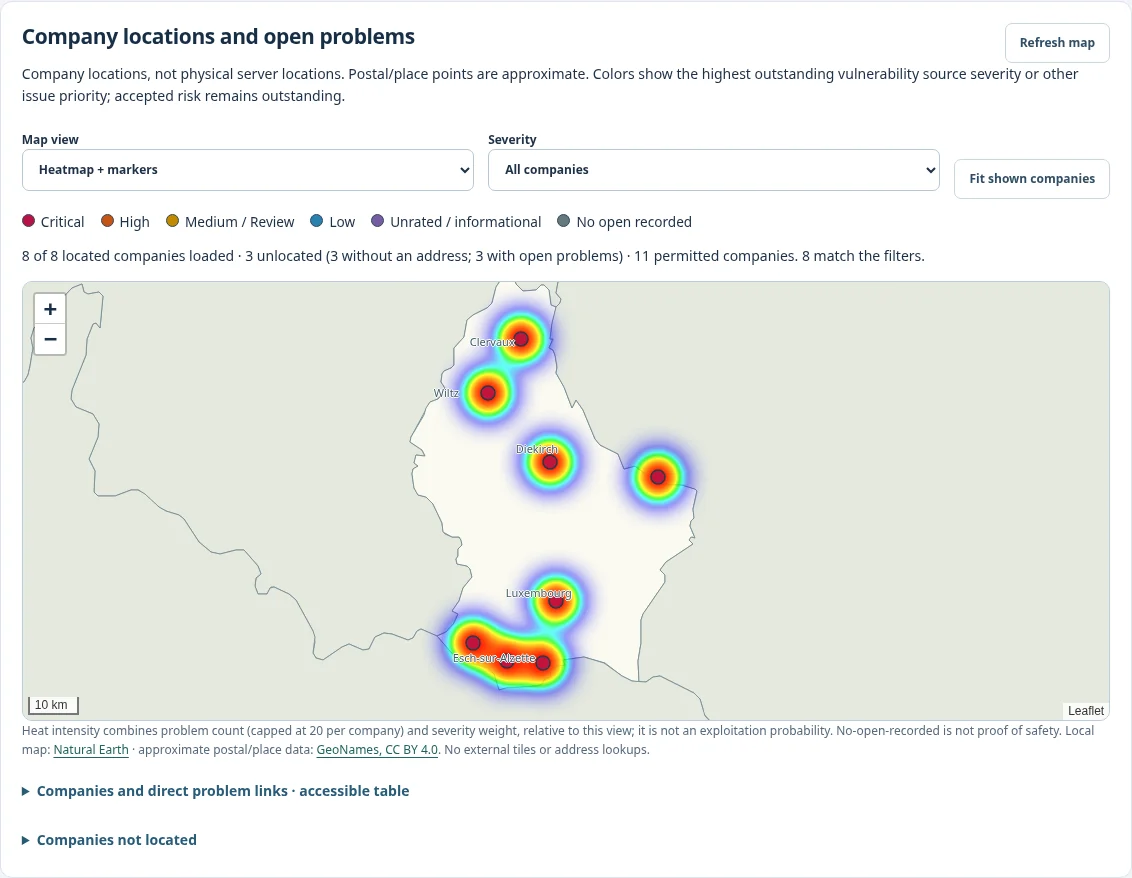 Company locations and open problems
Refresh map
Company locations, not physical server locations. Postal/place points are approximate. Colors show the highest outstanding vulnerability source severity or other
issue priority; accepted risk remains outstanding.
Map view
Severity
Heatmap + markers
All companies
Fit shown companies
Critical
High
Medium / Review
Low
Unrated / informational
No open recorded
8 of 8 located companies loaded · 3 unlocated (3 without an address; 3 with open problems) · 11 permitted companies. 8 match the filters.
+
−
Clervaux
Wiltz
Diekirch
Luxembourg
Esch-sur-Alzette
10 km
Leaflet
Heat intensity combines problem count (capped at 20 per company) and severity weight, relative to this view; it is not an exploitation probability. No-open-recorded is not proof of safety. Local
map: Natural Earth · approximate postal/place data: GeoNames, CC BY 4.0. No external tiles or address lookups.
Companies and direct problem links · accessible table
Companies not located